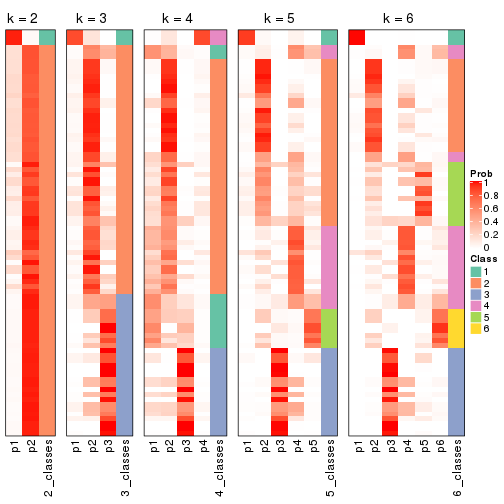 k = 2
k = 3
k = 4
k = 5
k = 6
Prob
1
0.8
0.6
0.4
0.2
0
Class
1
2
3
4
5
6
p1
p2
2_classes
p1
p2
p3
3_classes
p1
p2
p3
p4
4_classes
p1
p2
p3
p4
p5
5_classes
p1
p2
p3
p4
p5
p6
6_classes